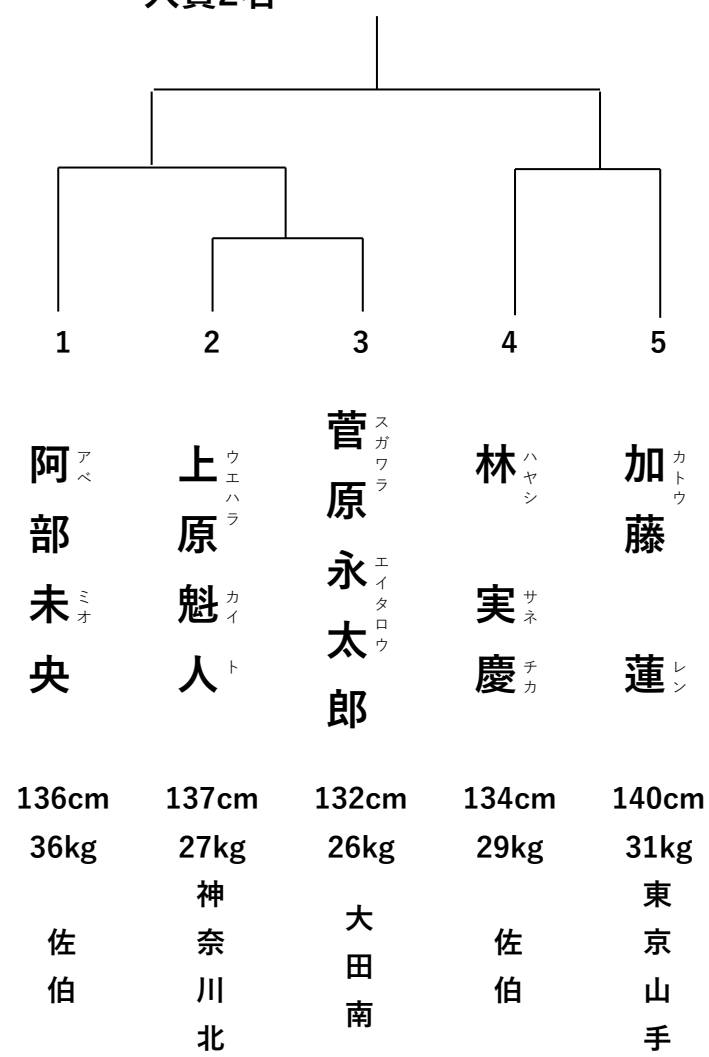 入賞2名
1
2
3
4
5
阿部未央
アベ
ミオ
上原魁人
ウエハラ
カイ
ト
菅原永太郎
スガワラ
エイタロウ
林実慶
ハヤシ
サネ
チカ
加藤蓮
カトウ
レン
136cm
137cm
132cm
134cm
140cm
36kg
27kg
26kg
29kg
31kg
佐伯
神奈川北
大田南
佐伯
東京山手